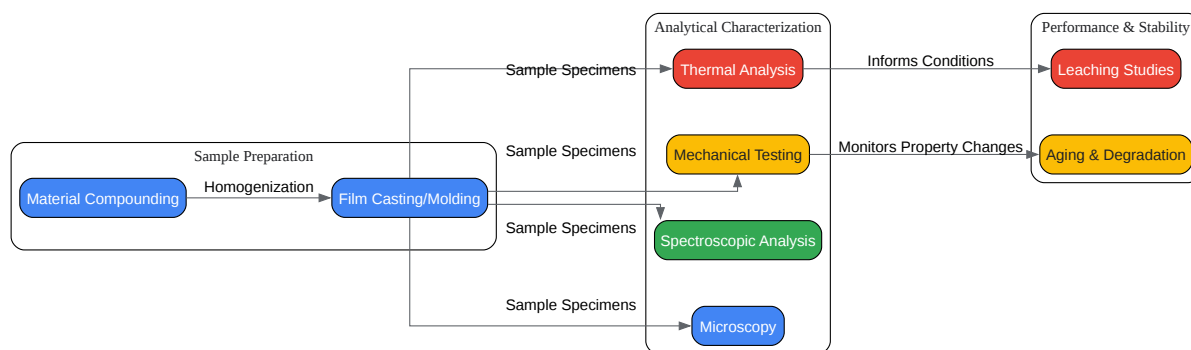 Sample Preparation
Material Compounding
Homogenization
Film Casting/Molding
Sample Specimens
Sample Specimens
Sample Specimens
Sample Specimens
Analytical Characterization
Thermal Analysis
Mechanical Testing
Spectroscopic Analysis
Microscopy
Informs Conditions
Monitors Property Changes
Performance & Stability
Leaching Studies
Aging & Degradation